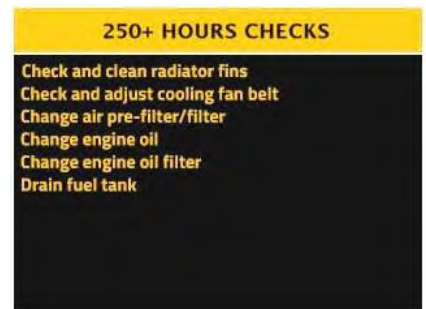 250+ HOURS CHECKS
Check and clean radiator fins
Check and adjust cooling fan belt
Change air pre-filter/filter
Change engine oil
Change engine oil filter
Drain fuel tank